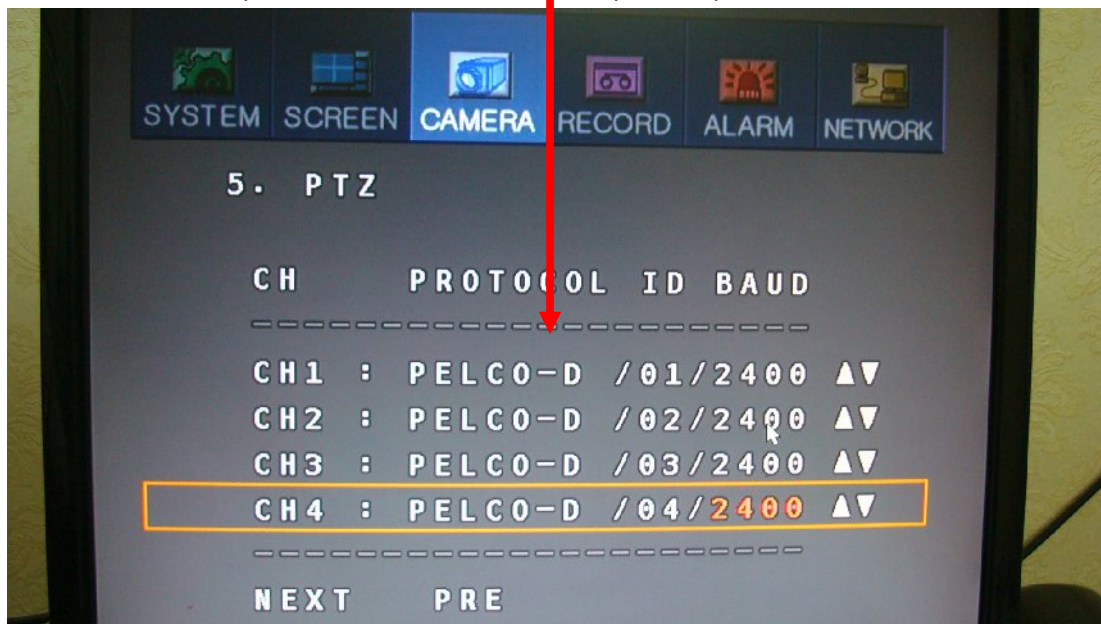 SYSTEM SCREEN CAMERA RECORD ALARM NETWORK
5. PTZ
CH PROTOCOL ID BAUD
CH1 : PELCO-D /01/2400
CH2 : PELCO-D /02/2400
CH3 : PELCO-D /03/2400
CH4 : PELCO-D /04/2400
NEXT PRE